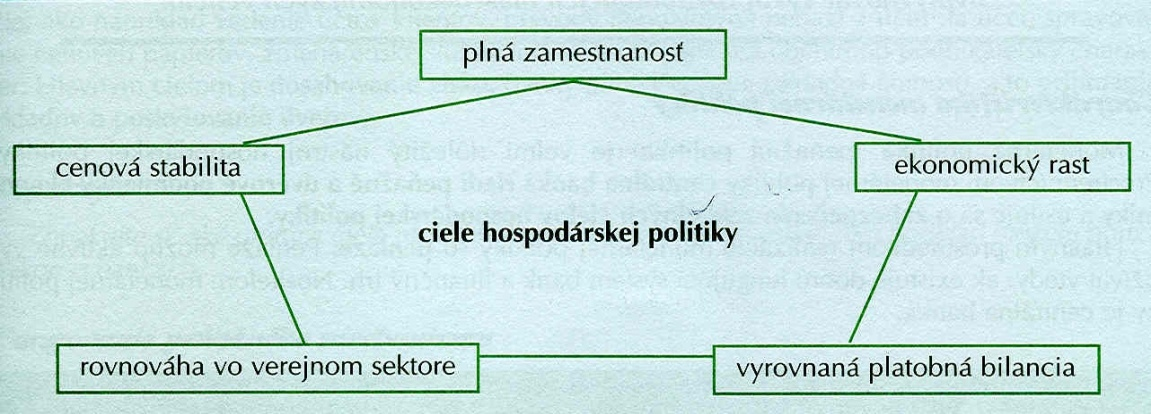 plná zamestnanosť
cenová stabilita
ekonomický rast
ciele hospodárskej politiky
rovnováha vo verejnom sektore
vyrovnaná platobná bilancia